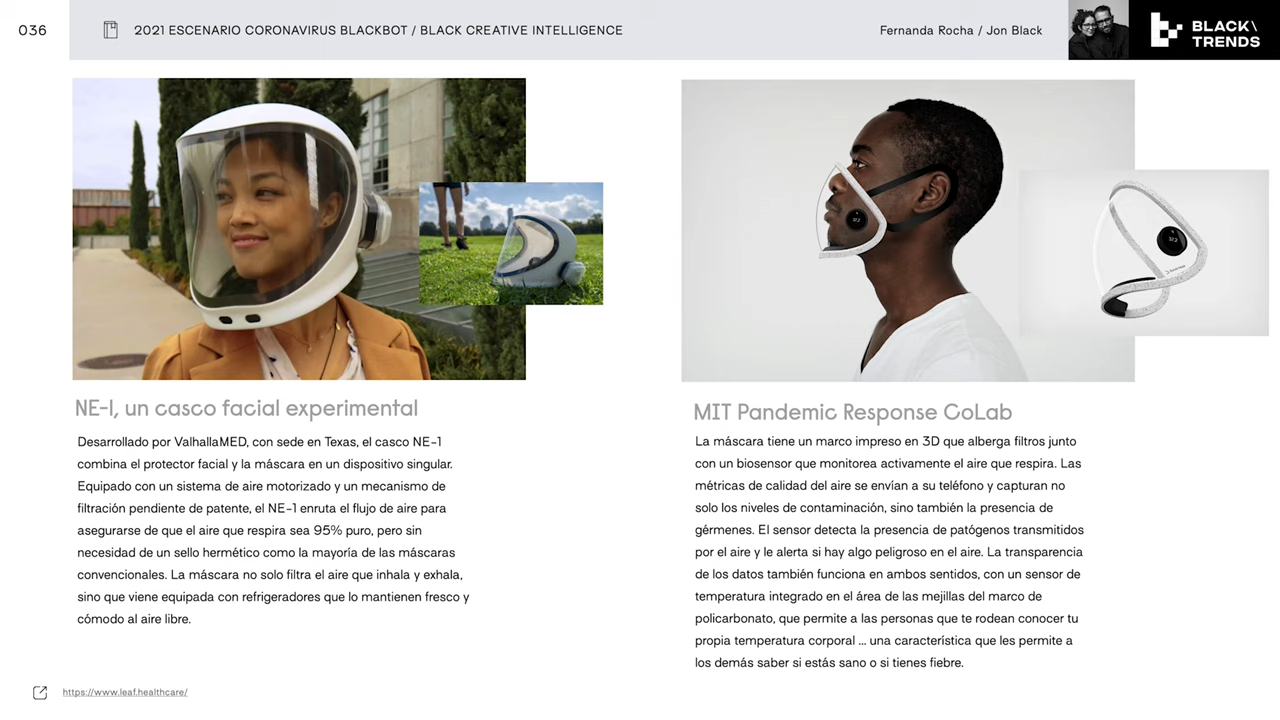 036
2021 ESCENARIO CORONAVIRUS BLACKBOT / BLACK CREATIVE INTELLIGENCE
Fernanda Rocha / Jon Black
BLACK\
TRENDS
NE-1, un casco facial experimental
Desarrollado por ValhallaMED, con sede en Texas, el casco NE-1
combina el protector facial y la máscara en un dispositivo singular.
Equipado con un sistema de aire motorizado y un mecanismo de
filtración pendiente de patente, el NE-1 enruta el flujo de aire para
asegurarse de que el aire que respira sea 95% puro, pero sin
necesidad de un sello hermético como la mayoría de las máscaras
convencionales. La máscara no solo filtra el aire que inhala y exhala,
sino que viene equipada con refrigeradores que lo mantienen fresco y
cómodo al aire libre.
https://www.leaf.healthcare/
MIT Pandemic Response CoLab
La máscara tiene un marco impreso en 3D que alberga filtros junto
con un biosensor que monitorea activamente el aire que respira. Las
métricas de calidad del aire se envían a su teléfono y capturan no
solo los niveles de contaminación, sino también la presencia de
gérmenes. El sensor detecta la presencia de patógenos transmitidos
por el aire y le alerta si hay algo peligroso en el aire. La transparencia
de los datos también funciona en ambos sentidos, con un sensor de
temperatura integrado en el área de las mejillas del marco de
policarbonato, que permite a las personas que te rodean conocer tu
propia temperatura corporal ... una característica que les permite a
los demás saber si estás sano o si tienes fiebre.